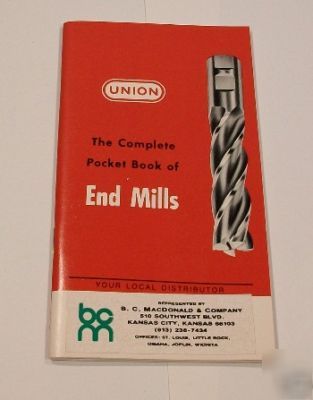 UNION
The Complete
Pocket Book of
End Mills
YOUR LOCAL DISTRIBUTOR
bcm
REPRESENTED BY
B. C. MACDONALD & COMPANY
510 SOUTHWEST BLVD.
KANSAS CITY, KANSAS 66103
(913) 236-7434
OFFICES: ST. LOUIS, LITTLE ROCK,
OMAHA, JOPLIN, WICHITA